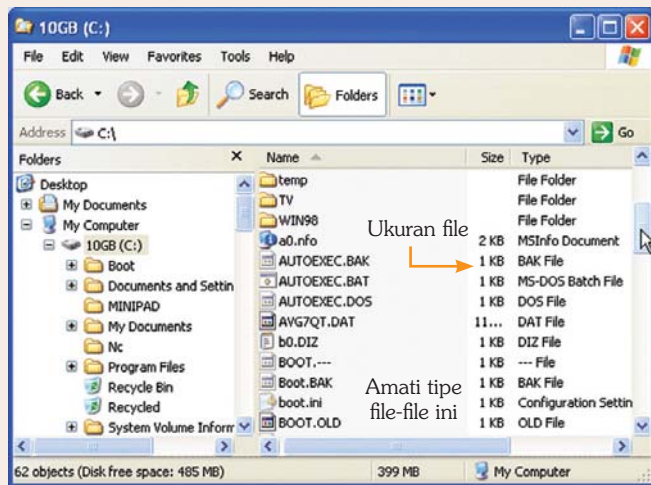 10GB (C:)
File Edit View Favorites Tools Help
Back Search Folders
Address C:\ Go
Folders X
Desktop
My Documents
My Computer
10GB (C:)
Boot
Documents and Settin
MINIPAD
My Documents
Nc
Program Files
Recycle Bin
Recycled
System Volume Inform
Name Size Type
temp File Folder
TV File Folder
WIN98 File Folder
a0.nfo 2 KB MSInfo Document
AUTOEXEC.BAK 1 KB BAK File
AUTOEXEC.BAT 1 KB MS-DOS Batch File
AUTOEXEC.DOS 1 KB DOS File
AVG7QT.DAT 11... DAT File
b0.DIZ 1 KB DIZ File
BOOT.--- 1 KB --- File
Boot.BAK 1 KB BAK File
boot.ini 1 KB Configuration Settin
BOOT.OLD 1 KB OLD File
Ukuran file
Amati tipe
file-file ini
62 objects (Disk free space: 485 MB) 399 MB My Computer